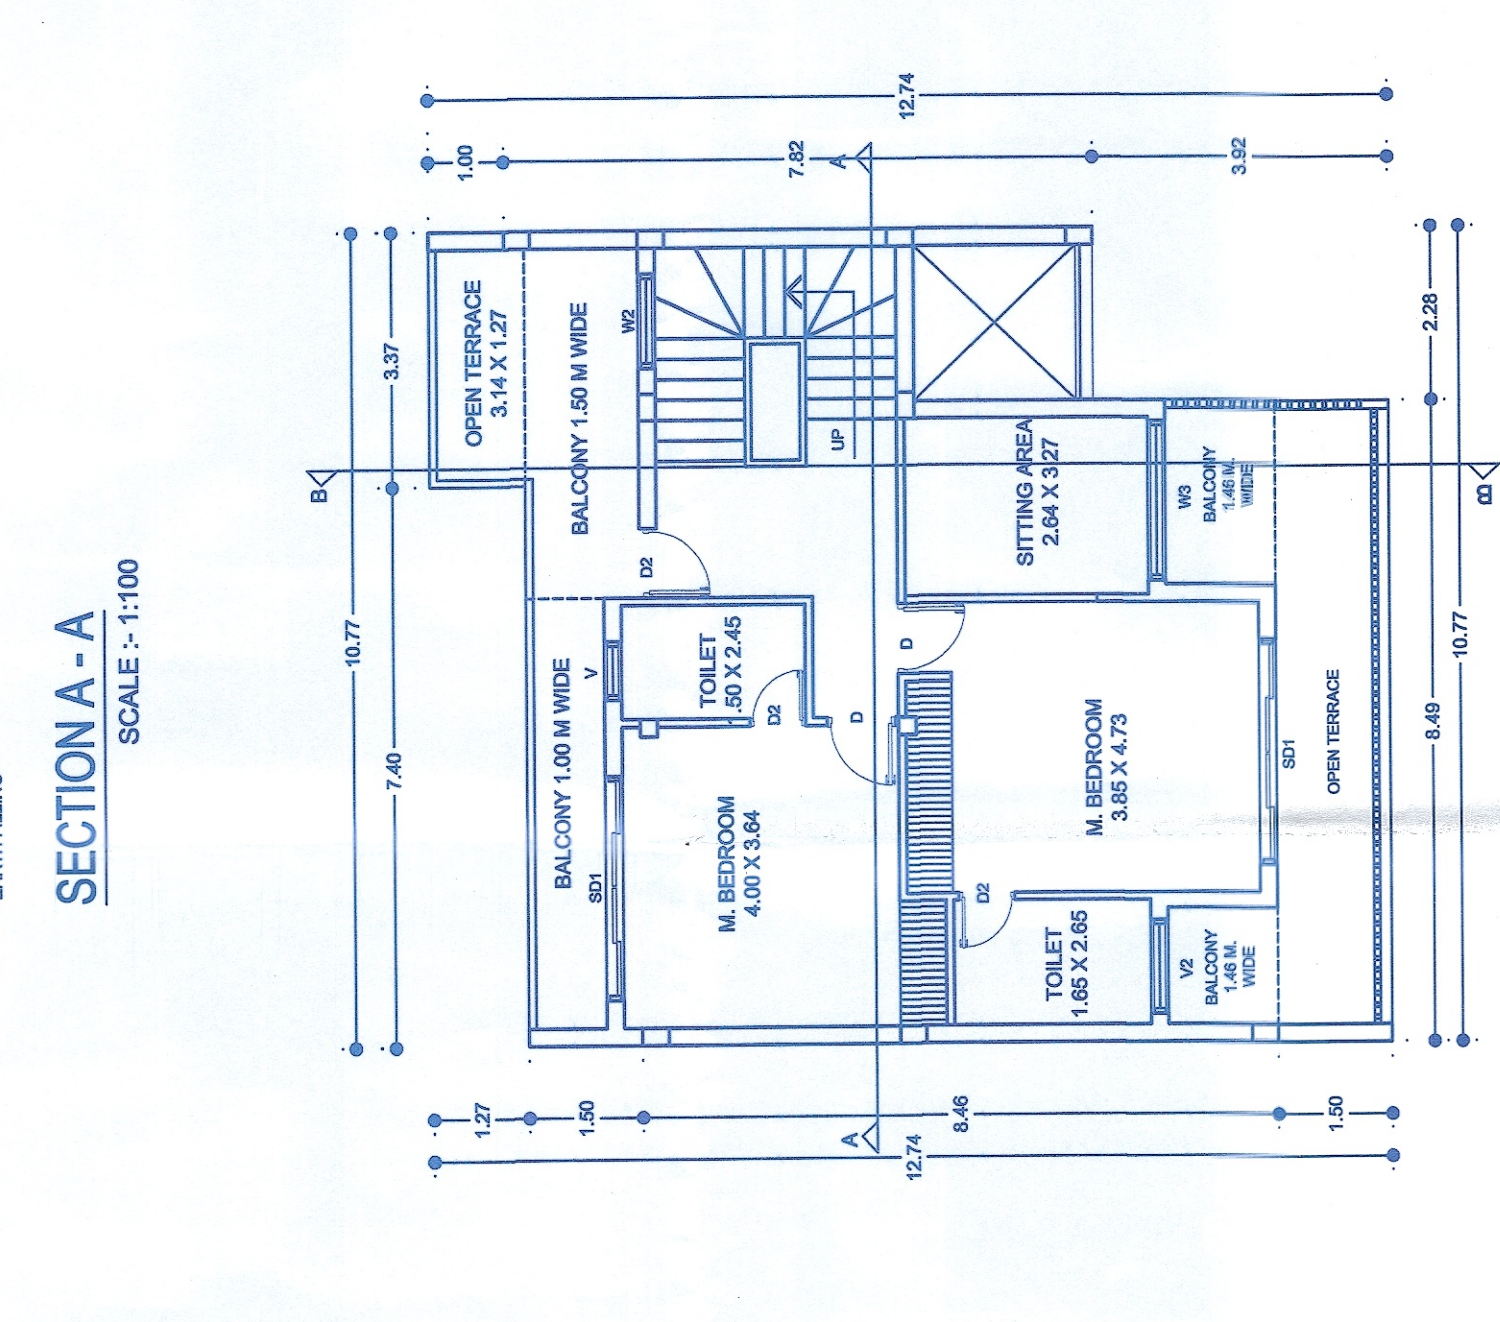 SECTION A - A
SCALE :- 1:100
12.74
1.00
7.82
A
3.92
10.77
3.37
7.40
B
OPEN TERRACE
3.14 X 1.27
BALCONY 1.50 M WIDE
W2
UP
SITTING AREA
2.64 X 3.27
W3
BALCONY
1.46 M.
WIDE
2.28
B
D2
BALCONY 1.00 M WIDE
V
SD1
TOILET
.50 X 2.45
D2
D
D
M. BEDROOM
4.00 X 3.64
M. BEDROOM
3.85 X 4.73
SD1
OPEN TERRACE
8.49
10.77
D2
TOILET
1.65 X 2.65
V2
BALCONY
1.46 M.
WIDE
1.27
1.50
A
8.46
1.50
12.74